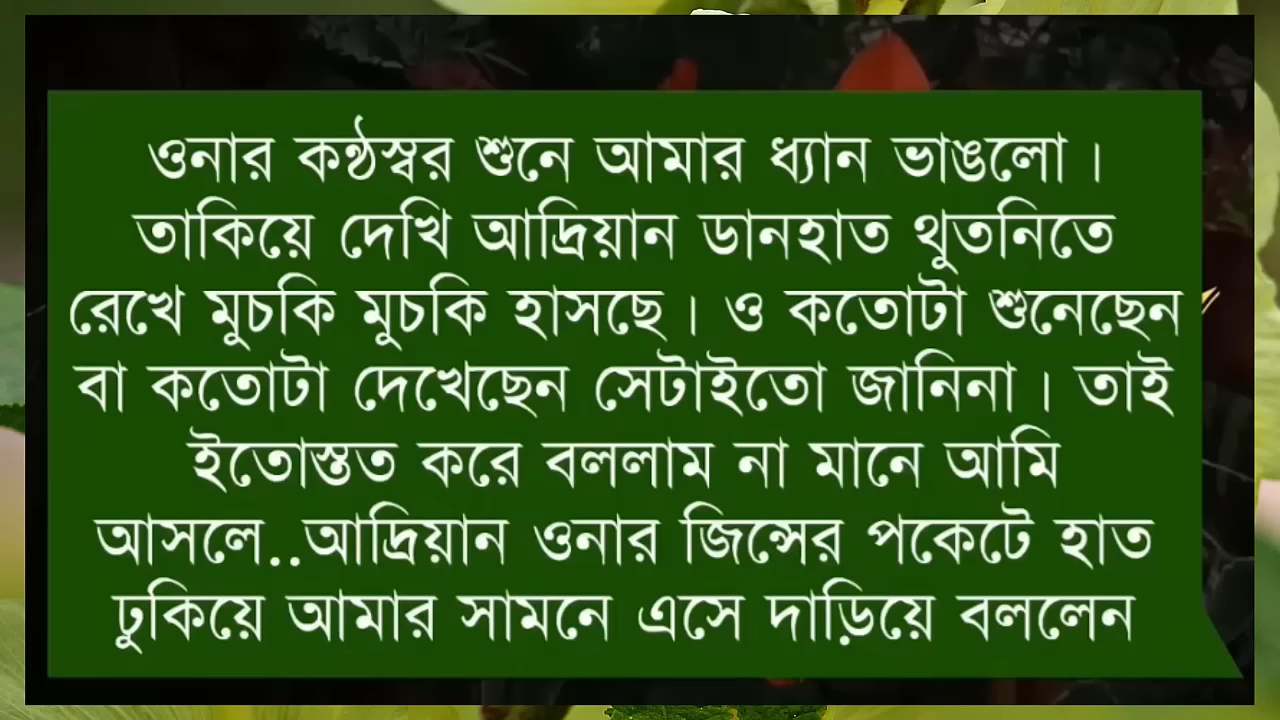 ওনার কন্ঠস্বর শুনে আমার ধ্যান ভাঙলো।
তাকিয়ে দেখি আদ্রিয়ান ডানহাত থুতনিতে
রেখে মুচকি মুচকি হাসছে। ও কতোটা শুনেছেন
বা কতোটা দেখেছেন সেটাইতো জানিনা। তাই
ইতোস্তত করে বললাম না মানে আমি
আসলে..আদ্রিয়ান ওনার জিন্সের পকেটে হাত
ঢুকিয়ে আমার সামনে এসে দাড়িয়ে বললেন